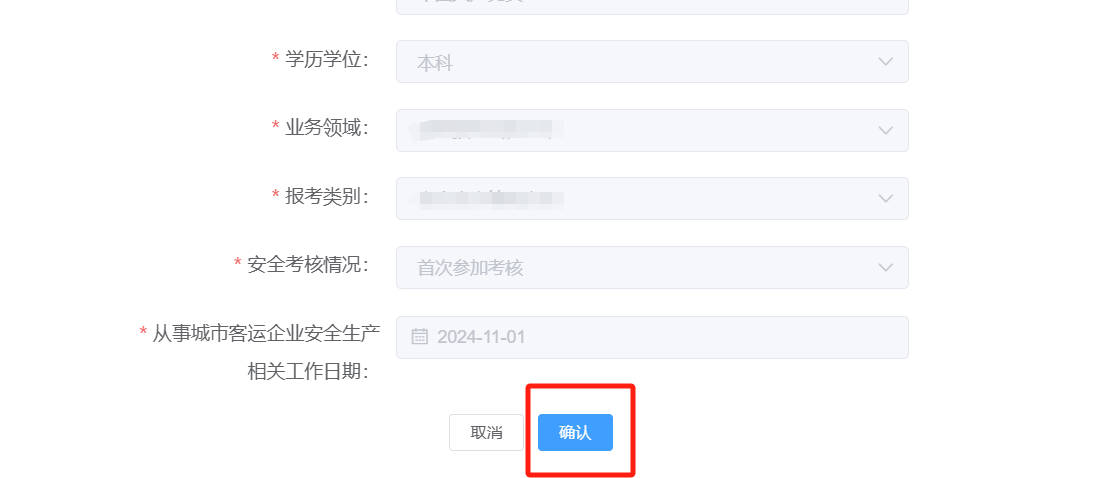 * 学历学位：
本科
* 业务领域：
* 报考类别：
* 安全考核情况：
首次参加考核
* 从事城市客运企业安全生产
相关工作日期：
2024-11-01
取消
确认